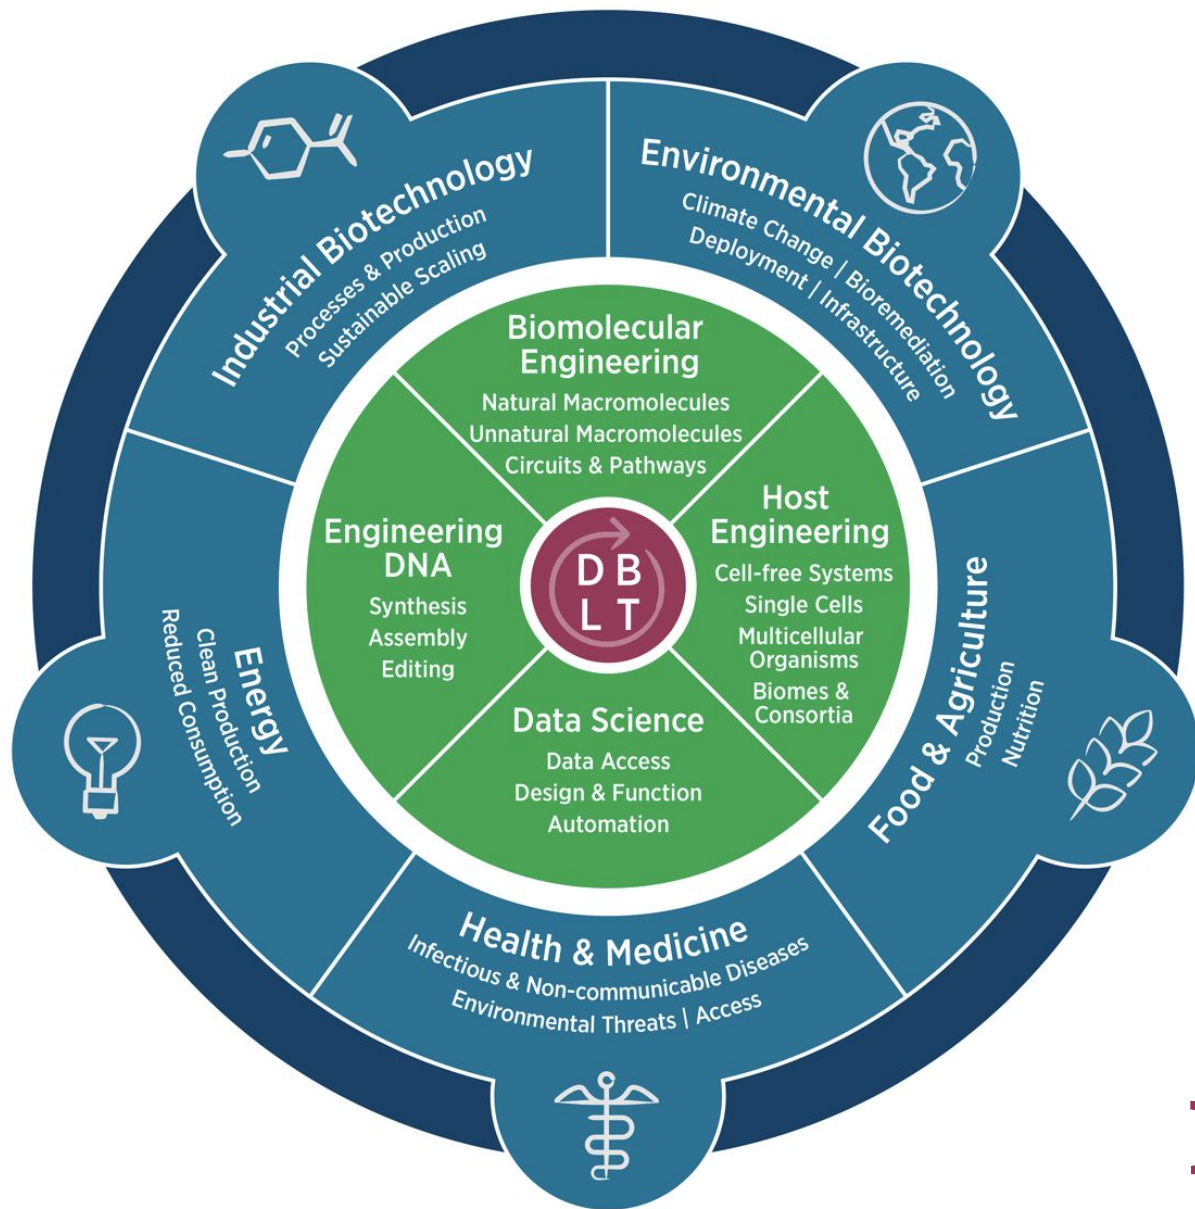 Industrial Biotechnology
Processes & Production
Sustainable Scaling
Environmental Biotechnology
Climate Change | Bioremediation
Deployment | Infrastructure
Biomolecular
Engineering
Natural Macromolecules
Unnatural Macromolecules
Circuits & Pathways
Engineering
DNA
Synthesis
Assembly
Editing
D B
L T
Host
Engineering
Cell-free Systems
Single Cells
Multicellular
Organisms
Biomes &
Consortia
Data Science
Data Access
Design & Function
Automation
Energy
Clean Production
Reduced Consumption
Food & Agriculture
Production
Nutrition
Health & Medicine
Infectious & Non-communicable Diseases
Environmental Threats | Access